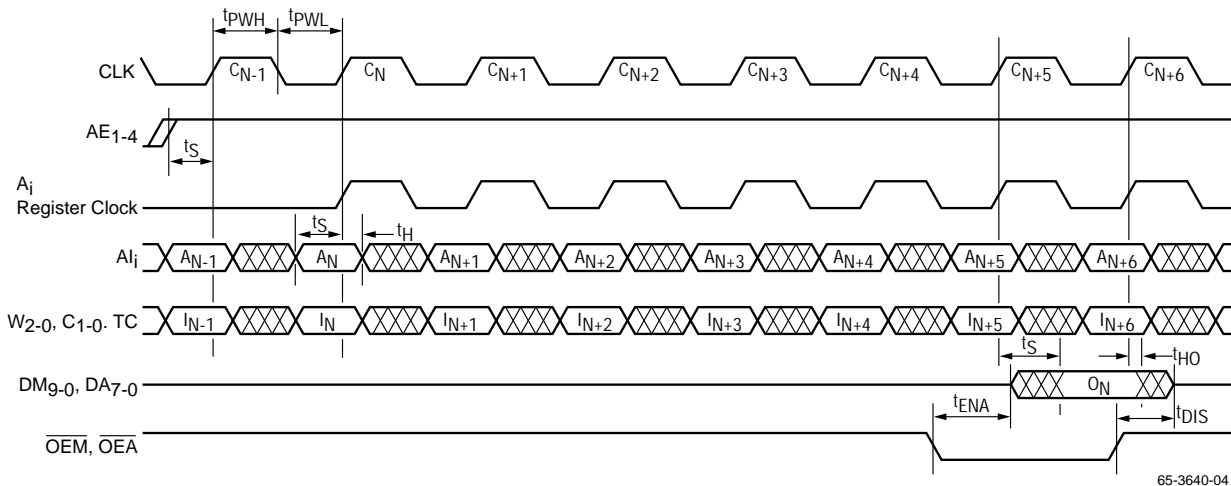 tPWH tPWL
CLK CN-1 CN CN+1 CN+2 CN+3 CN+4 CN+5 CN+6
AE1-4
tS
Ai
Register Clock
tS tH
AIi AN-1 AN AN+1 AN+2 AN+3 AN+4 AN+5 AN+6
W2-0, C1-0. TC IN-1 IN IN+1 IN+2 IN+3 IN+4 IN+5 IN+6
tS tHO
DM9-0, DA7-0 ON
tENA tDIS
OEM, OEA
65-3640-04